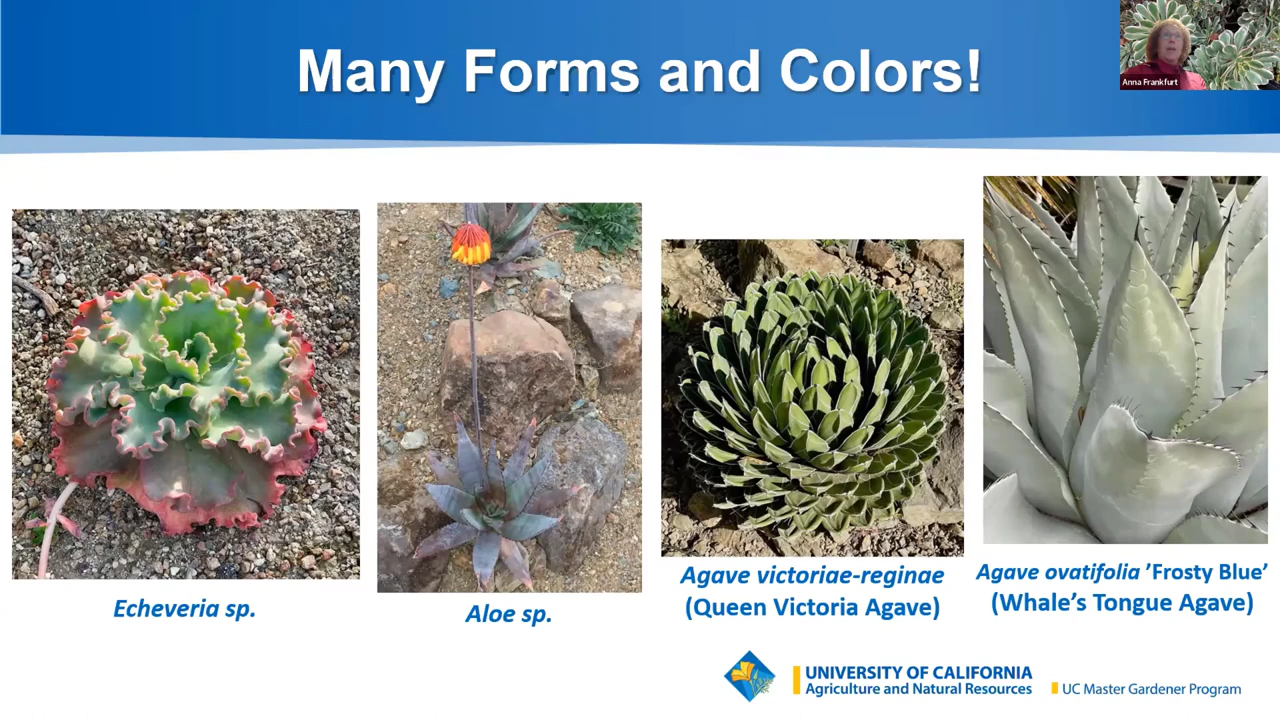 Many Forms and Colors!
Anna Frankfurt
Echeveria sp.
Aloe sp.
Agave victoriae-reginae
(Queen Victoria Agave)
Agave ovatifolia ’Frosty Blue’
(Whale’s Tongue Agave)
UNIVERSITY OF CALIFORNIA
Agriculture and Natural Resources
UC Master Gardener Program